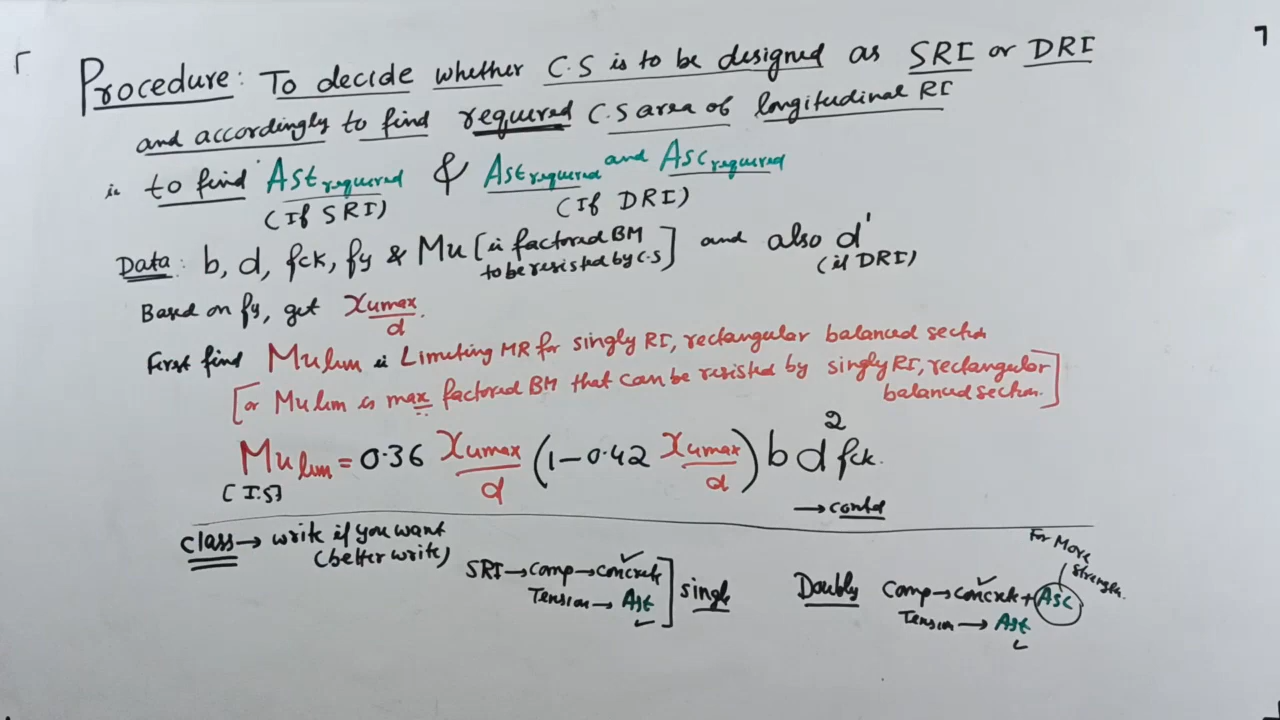 Procedure: To decide whether C.S is to be designed as SRI or DRI
and accordingly to find required C.S area of longitudinal RI
ie to find Ast required & Ast required and Asc required
(If SRI) (If DRI)
Data: b, d, fck, fy & Mu [ie factored BM to be resisted by C.S] and also d' (if DRI)
Based on fy, get xumax/d.
First find Mulim ie Limiting MR for singly RI, rectangular balanced section
[or Mulim is max factored BM that can be resisted by singly RI, rectangular
balanced section.]
Mulim = 0.36 xumax/d (1-0.42 xumax/d) bd² fck.
(I.S)
→ contd
class → write if you want
(better write)
SRI → comp → concrete ✓
Tension → Ast ✓
] single
Doubly comp → concrete ✓ + Asc
Tension → Ast ✓
For More
Strength.